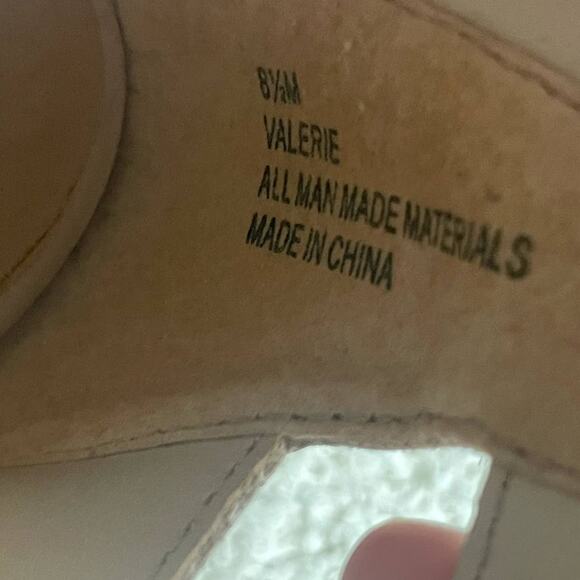 8½M
VALERIE
ALL MAN MADE MATERIALS
MADE IN CHINA